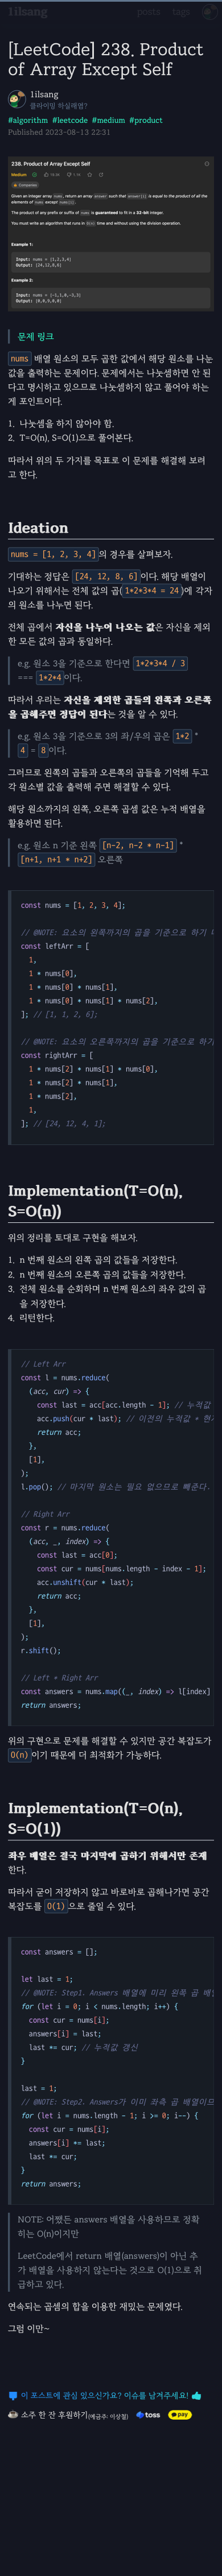 1ilsang
posts tags
[LeetCode] 238. Product
of Array Except Self
1ilsang
클라이밍 하실래염?
#algorithm #leetcode #medium #product
Published 2023-08-13 22:31
238. Product of Array Except Self
Medium
Companies
Given an integer array nums, return an array answer such that answer[i] is equal to the product of all the
elements of nums except nums[i].
The product of any prefix or suffix of nums is guaranteed to fit in a 32-bit integer.
You must write an algorithm that runs in O(n) time and without using the division operation.
Example 1:
Input: nums = [1,2,3,4]
Output: [24,12,8,6]
Example 2:
Input: nums = [-1,1,0,-3,3]
Output: [0,0,9,0,0]
문제 링크
nums 배열 원소의 모두 곱한 값에서 해당 원소를 나눈
값을 출력하는 문제이다. 문제에서는 나눗셈하면 안 된
다고 명시하고 있으므로 나눗셈하지 않고 풀어야 하는
게 포인트이다.
1. 나눗셈을 하지 않아야 함.
2. T=O(n), S=O(1)으로 풀어본다.
따라서 위의 두 가지를 목표로 이 문제를 해결해 보려
고 한다.
Ideation
nums = [1, 2, 3, 4]의 경우를 살펴보자.
기대하는 정답은 [24, 12, 8, 6]이다. 해당 배열이
나오기 위해서는 전체 값의 곱(1*2*3*4 = 24)에 각자
의 원소를 나누면 된다.
전체 곱에서 자신을 나누어 나오는 값은 자신을 제외
한 모든 값의 곱과 동일하다.
e.g. 원소 3을 기준으로 한다면 1*2*3*4 / 3
=== 1*2*4이다.
따라서 우리는 자신을 제외한 곱들의 왼쪽과 오른쪽
을 곱해주면 정답이 된다는 것을 알 수 있다.
e.g. 원소 3을 기준으로 3의 좌/우의 곱은 1*2 *
4 = 8이다.
그러므로 왼쪽의 곱들과 오른쪽의 곱들을 기억해 두고
각 원소별 값을 출력해 주면 해결할 수 있다.
해당 원소까지의 왼쪽, 오른쪽 곱셈 값은 누적 배열을
활용하면 된다.
e.g. 원소 n 기준 왼쪽 [n-2, n-2 * n-1] *
[n+1, n+1 * n+2] 오른쪽
const nums = [1, 2, 3, 4];
// @NOTE: 요소의 왼쪽까지의 곱을 기준으로 하기
const leftArr = [
1,
1 * nums[0],
1 * nums[0] * nums[1],
1 * nums[0] * nums[1] * nums[2],
]; // [1, 1, 2, 6];
// @NOTE: 요소의 오른쪽까지의 곱을 기준으로 하기
const rightArr = [
1 * nums[2] * nums[1] * nums[0],
1 * nums[2] * nums[1],
1 * nums[2],
1,
]; // [24, 12, 4, 1];
Implementation(T=O(n),
S=O(n))
위의 정리를 토대로 구현을 해보자.
1. n 번째 원소의 왼쪽 곱의 값들을 저장한다.
2. n 번째 원소의 오른쪽 곱의 값들을 저장한다.
3. 전체 원소를 순회하며 n 번째 원소의 좌우 값의 곱
을 저장한다.
4. 리턴한다.
// Left Arr
const l = nums.reduce(
(acc, cur) => {
const last = acc[acc.length - 1]; // 누적값
acc.push(cur * last); // 이전의 누적값 *
return acc;
},
[1],
);
l.pop(); // 마지막 원소는 필요 없으므로 빼준다.
// Right Arr
const r = nums.reduce(
(acc, _, index) => {
const last = acc[0];
const cur = nums[nums.length - index - 1];
acc.unshift(cur * last);
return acc;
},
[1],
);
r.shift();
// Left * Right Arr
const answers = nums.map((_, index) => l[index]
return answers;
위의 구현으로 문제를 해결할 수 있지만 공간 복잡도가
O(n)이기 때문에 더 최적화가 가능하다.
Implementation(T=O(n),
S=O(1))
좌우 배열은 결국 마지막에 곱하기 위해서만 존재
한다.
따라서 굳이 저장하지 않고 바로바로 곱해나가면 공간
복잡도를 O(1)으로 줄일 수 있다.
const answers = [];
let last = 1;
// @NOTE: Step1. Answers 배열에 미리 왼쪽 곱
for (let i = 0; i < nums.length; i++) {
const cur = nums[i];
answers[i] = last;
last *= cur; // 누적값 갱신
}
last = 1;
// @NOTE: Step2. Answers가 이미 좌측 곱 배열이므
for (let i = nums.length - 1; i >= 0; i--) {
const cur = nums[i];
answers[i] *= last;
last *= cur;
}
return answers;
NOTE: 어쨌든 answers 배열을 사용하므로 정확
히는 O(n)이지만
LeetCode에서 return 배열(answers)이 아닌 추
가 배열을 사용하지 않는다는 것으로 O(1)으로 취
급하고 있다.
연속되는 곱셈의 합을 이용한 재밌는 문제였다.
그럼 이만~
이 포스트에 관심 있으신가요? 이슈를 남겨주세요!
소주 한 잔 후원하기(예금주: 이상철) toss pay